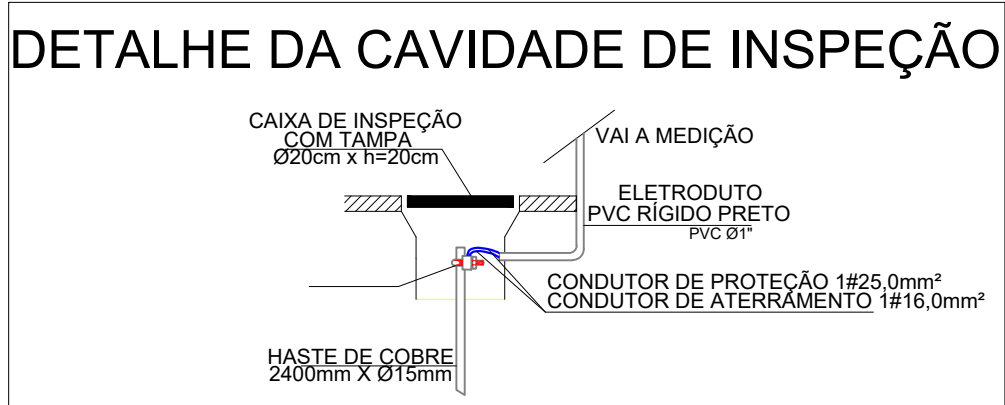 DETALHE DA CAVIDADE DE INSPEÇÃO
CAIXA DE INSPEÇÃO
COM TAMPA
Ø20cm x h=20cm
VAI A MEDIÇÃO
ELETRODUTO
PVC RÍGIDO PRETO
PVC Ø1"
CONDUTOR DE PROTEÇÃO 1#25,0mm²
CONDUTOR DE ATERRAMENTO 1#16,0mm²
HASTE DE COBRE
2400mm X Ø15mm